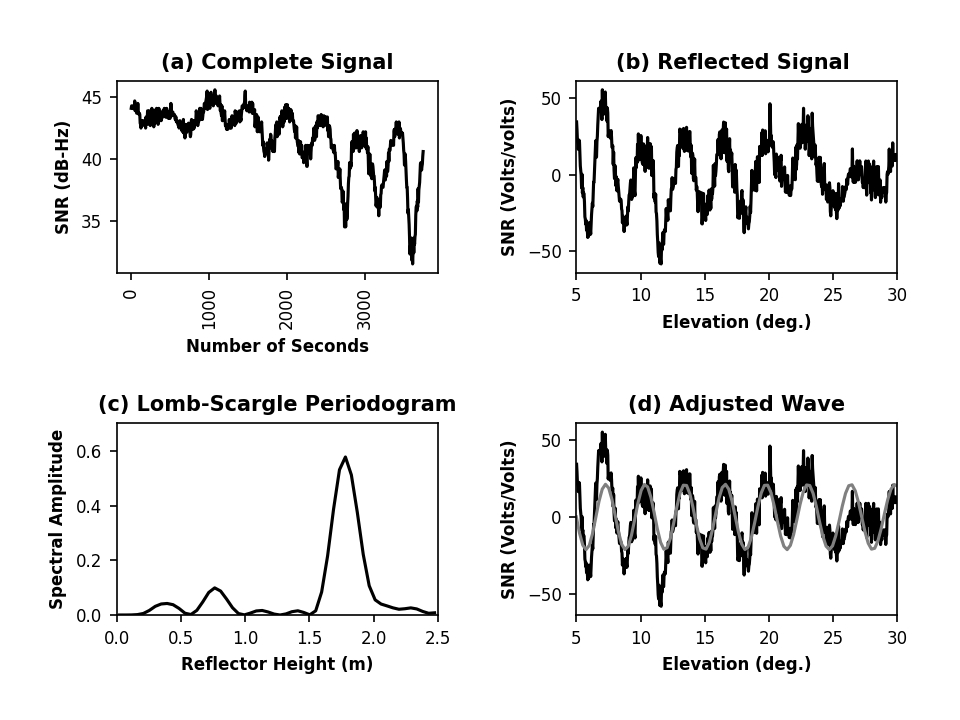 (a) Complete Signal
SNR (dB-Hz)
45
40
35
0
1000
2000
3000
Number of Seconds
(b) Reflected Signal
SNR (Volts/volts)
50
0
−50
5 10 15 20 25 30
Elevation (deg.)
(c) Lomb-Scargle Periodogram
Spectral Amplitude
0.6
0.4
0.2
0.0
0.0 0.5 1.0 1.5 2.0 2.5
Reflector Height (m)
(d) Adjusted Wave
SNR (Volts/Volts)
50
0
−50
5 10 15 20 25 30
Elevation (deg.)